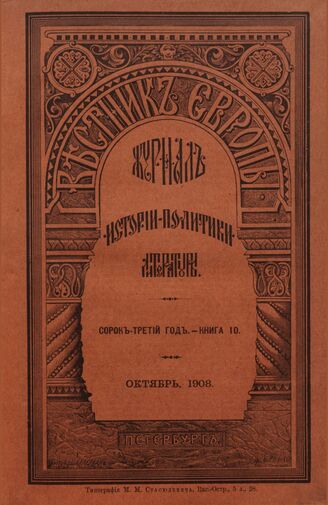 ВѢСТНИКЪ ЕВРОПЫ
ЖУРНАЛЪ
ИСТОРІИ-ПОЛИТИКИ
ЛИТЕРАТУРЫ.
СОРОКЪ-ТРЕТІЙ ГОДЪ.—КНИГА 10.
ОКТЯБРЬ, 1908.
ПЕТЕРБУРГЪ
Типографія М. М. Стасюлевича, Вас.-Остр., 5 л., 28.